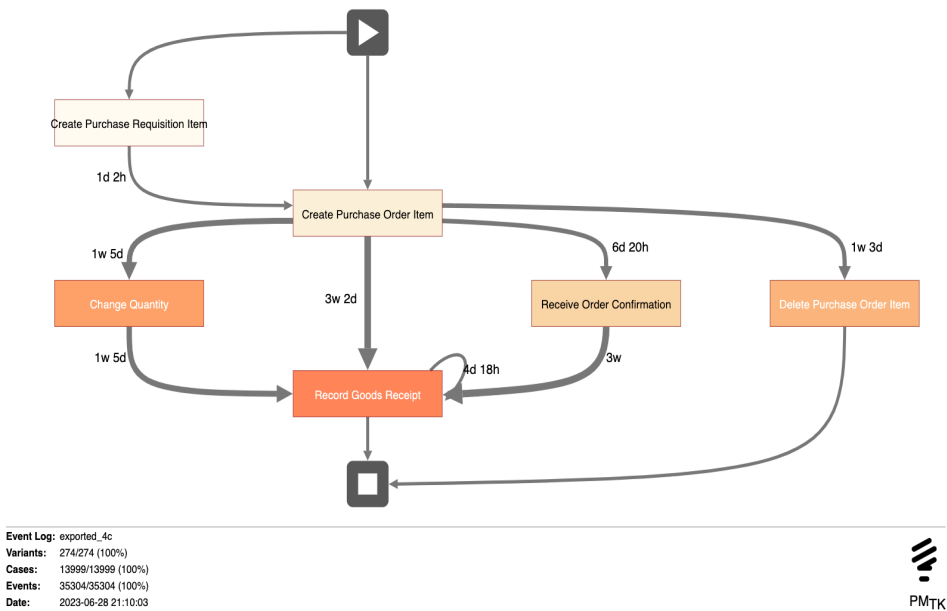 Create Purchase Requisition Item
1d 2h
Create Purchase Order Item
1w 5d
3w 2d
6d 20h
1w 3d
Change Quantity
Receive Order Confirmation
Delete Purchase Order Item
1w 5d
3w
4d 18h
Record Goods Receipt
Event Log: exported_4c
Variants: 274/274 (100%)
Cases: 13999/13999 (100%)
Events: 35304/35304 (100%)
Date: 2023-06-28 21:10:03
PMTK